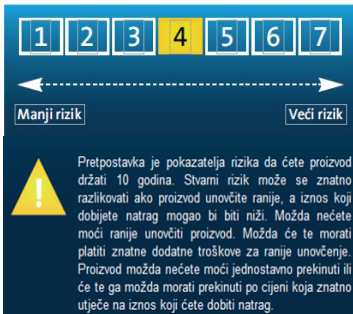 1 2 3 4 5 6 7
Manji rizik Veći rizik
Pretpostavka je pokazatelja rizika da ćete proizvod
držati 10 godina. Stvarni rizik može se znatno
razlikovati ako proizvod unovčite ranije, a iznos koji
dobijete natrag mogao bi biti niži. Možda nećete
moći ranije unovčiti proizvod. Možda će te morati
platiti znatne dodatne troškove za ranije unovčenje.
Proizvod možda nećete moći jednostavno prekinuti ili
će te ga možda morati prekinuti po cijeni koja znatno
utječe na iznos koji ćete dobiti natrag.